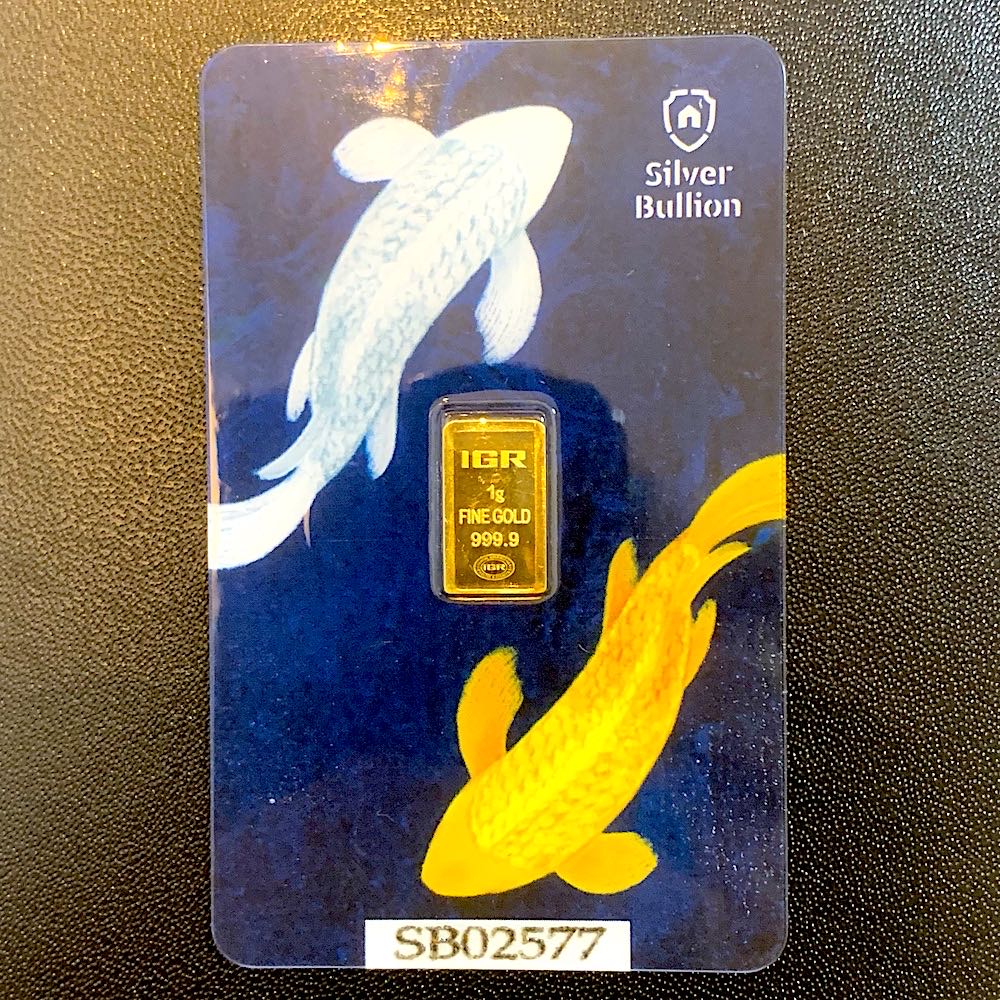 Silver
Bullion
IGR
1g
FINE GOLD
999.9
IGR
SB02577